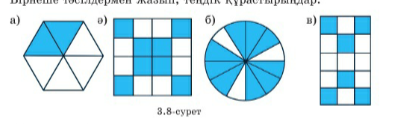 Бірнеше тәсілдермен жазып, теңдік құрастырыңдар.
а) ә) б) в)
3.8-сурет